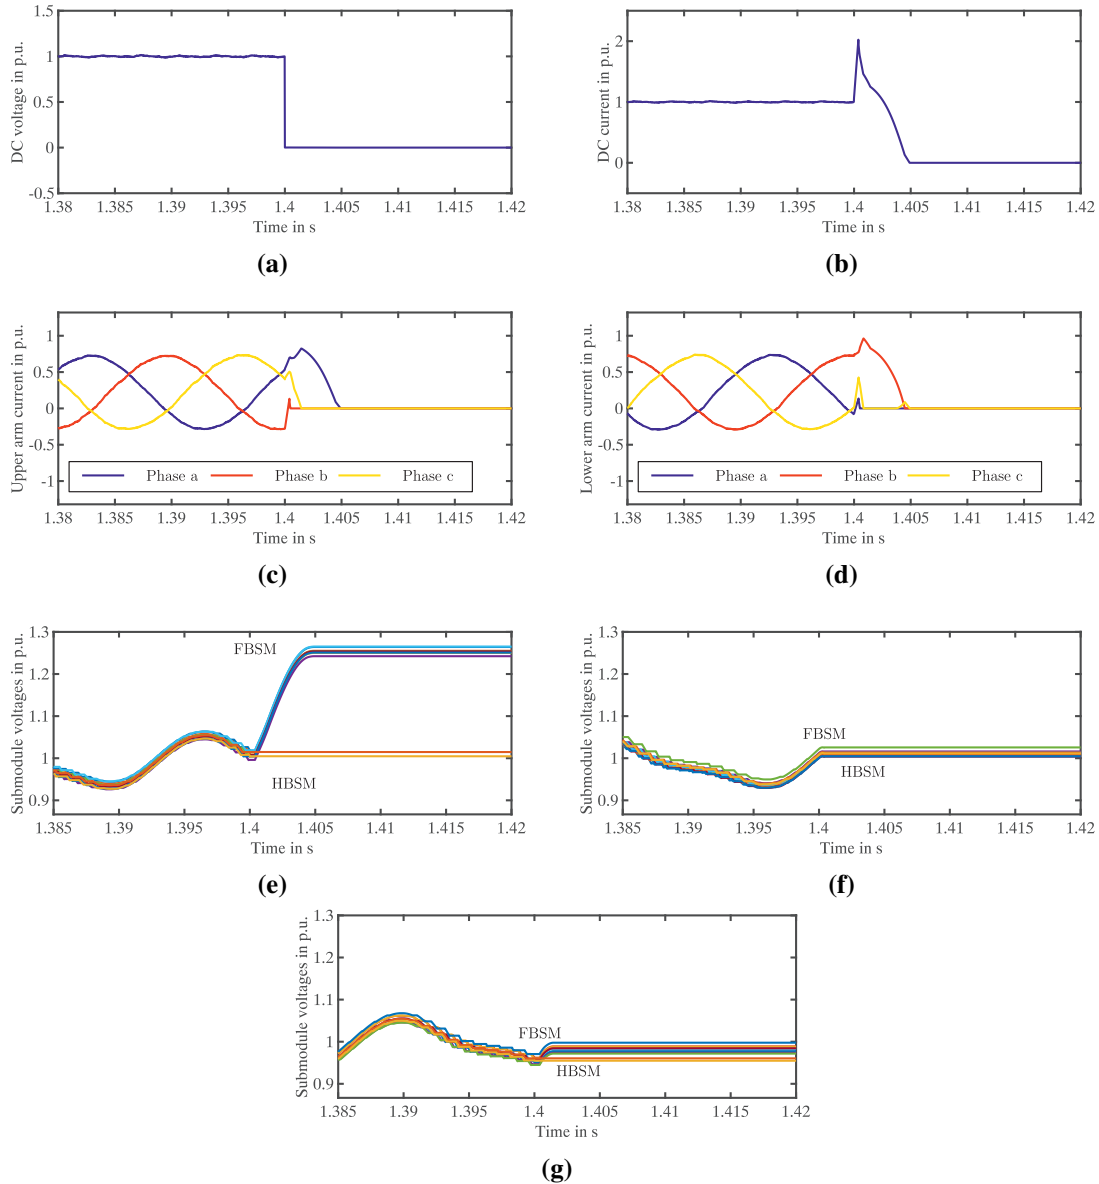 1.5
1
0.5
0
-0.5
DC voltage in p.u.
1.38 1.385 1.39 1.395 1.4 1.405 1.41 1.415 1.42
Time in s
(a)
2
1
0
DC current in p.u.
1.38 1.385 1.39 1.395 1.4 1.405 1.41 1.415 1.42
Time in s
(b)
1
0.5
0
-0.5
-1
Upper arm current in p.u.
Phase a Phase b Phase c
1.38 1.385 1.39 1.395 1.4 1.405 1.41 1.415 1.42
Time in s
(c)
1
0.5
0
-0.5
-1
Lower arm current in p.u.
Phase a Phase b Phase c
1.38 1.385 1.39 1.395 1.4 1.405 1.41 1.415 1.42
Time in s
(d)
1.3
1.2
1.1
1
0.9
Submodule voltages in p.u.
FBSM
HBSM
1.385 1.39 1.395 1.4 1.405 1.41 1.415 1.42
Time in s
(e)
1.3
1.2
1.1
1
0.9
Submodule voltages in p.u.
FBSM
HBSM
1.385 1.39 1.395 1.4 1.405 1.41 1.415 1.42
Time in s
(f)
1.3
1.2
1.1
1
0.9
Submodule voltages in p.u.
FBSM
HBSM
1.385 1.39 1.395 1.4 1.405 1.41 1.415 1.42
Time in s
(g)